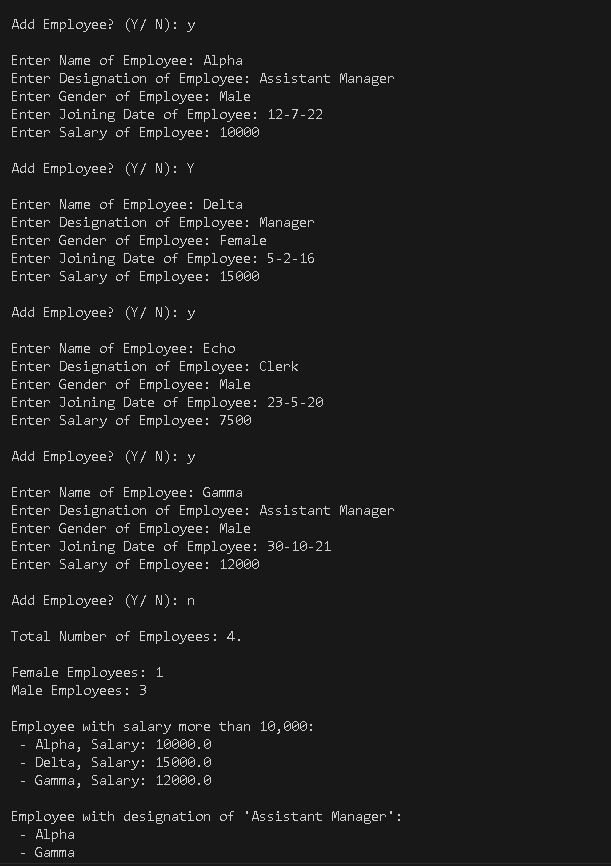 Add Employee? (Y/ N): y
Enter Name of Employee: Alpha
Enter Designation of Employee: Assistant Manager
Enter Gender of Employee: Male
Enter Joining Date of Employee: 12-7-22
Enter Salary of Employee: 10000
Add Employee? (Y/ N): Y
Enter Name of Employee: Delta
Enter Designation of Employee: Manager
Enter Gender of Employee: Female
Enter Joining Date of Employee: 5-2-16
Enter Salary of Employee: 15000
Add Employee? (Y/ N): y
Enter Name of Employee: Echo
Enter Designation of Employee: Clerk
Enter Gender of Employee: Male
Enter Joining Date of Employee: 23-5-20
Enter Salary of Employee: 7500
Add Employee? (Y/ N): y
Enter Name of Employee: Gamma
Enter Designation of Employee: Assistant Manager
Enter Gender of Employee: Male
Enter Joining Date of Employee: 30-10-21
Enter Salary of Employee: 12000
Add Employee? (Y/ N): n
Total Number of Employees: 4.
Female Employees: 1
Male Employees: 3
Employee with salary more than 10,000:
- Alpha, Salary: 10000.0
- Delta, Salary: 15000.0
- Gamma, Salary: 12000.0
Employee with designation of 'Assistant Manager':
- Alpha
- Gamma